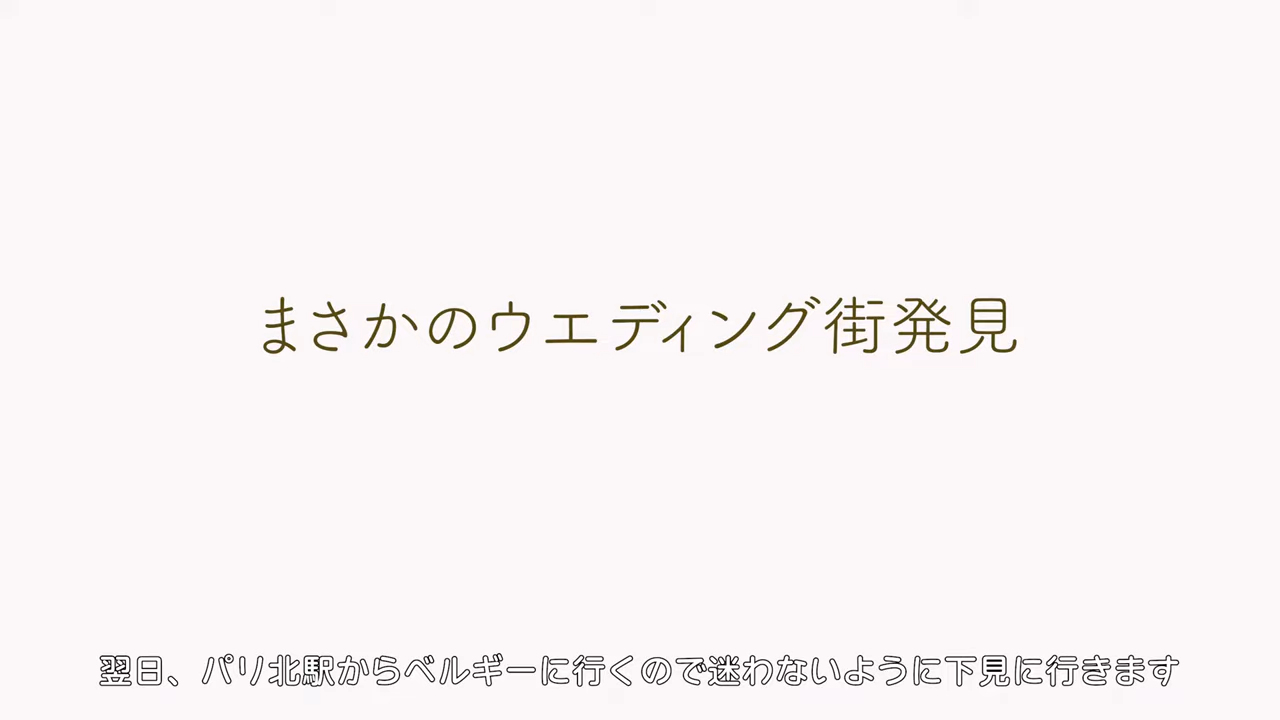 まさかのウエディング街発見
翌日、パリ北駅からベルギーに行くので迷わないように下見に行きます